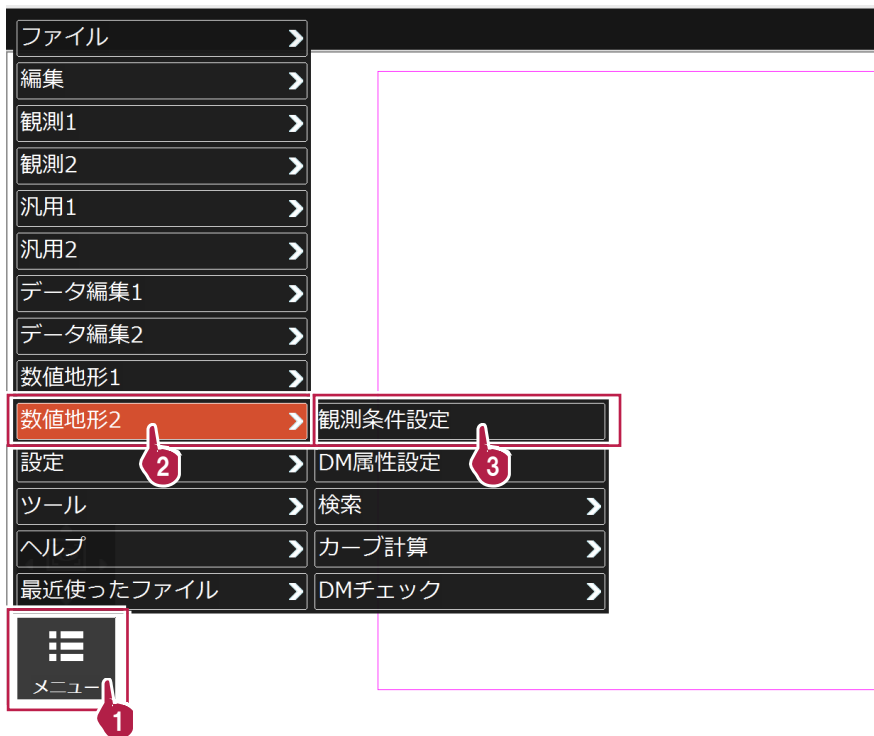 ファイル
編集
観測1
観測2
汎用1
汎用2
データ編集1
データ編集2
数値地形1
数値地形2
観測条件設定
2
3
設定
DM属性設定
ツール
検索
ヘルプ
カーブ計算
最近使ったファイル
DMチェック
メニュー
1